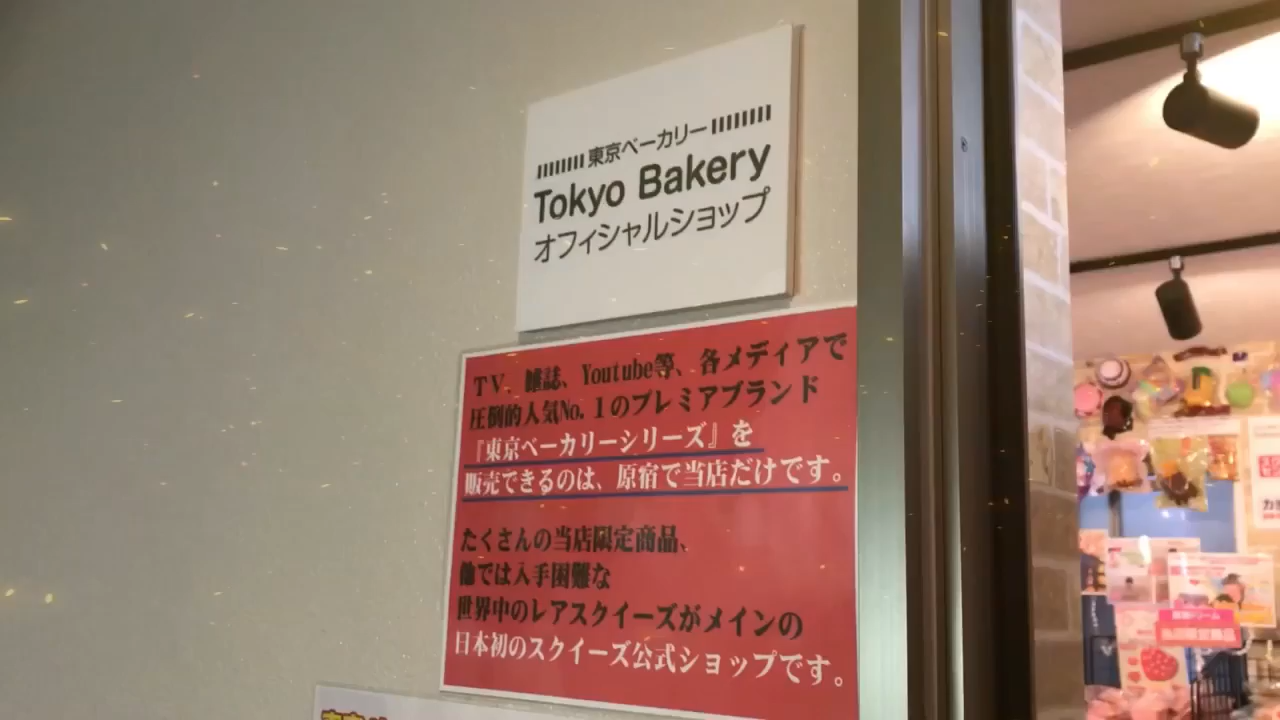 東京ベーカリー
Tokyo Bakery
オフィシャルショップ
TV、雑誌、Youtube等、各メディアで
圧倒的人気No.1のプレミアブランド
『東京ベーカリーシリーズ』を
販売できるのは、原宿で当店だけです。
たくさんの当店限定商品、
他では入手困難な
世界中のレアスクイーズがメインの
日本初のスクイーズ公式ショップです。